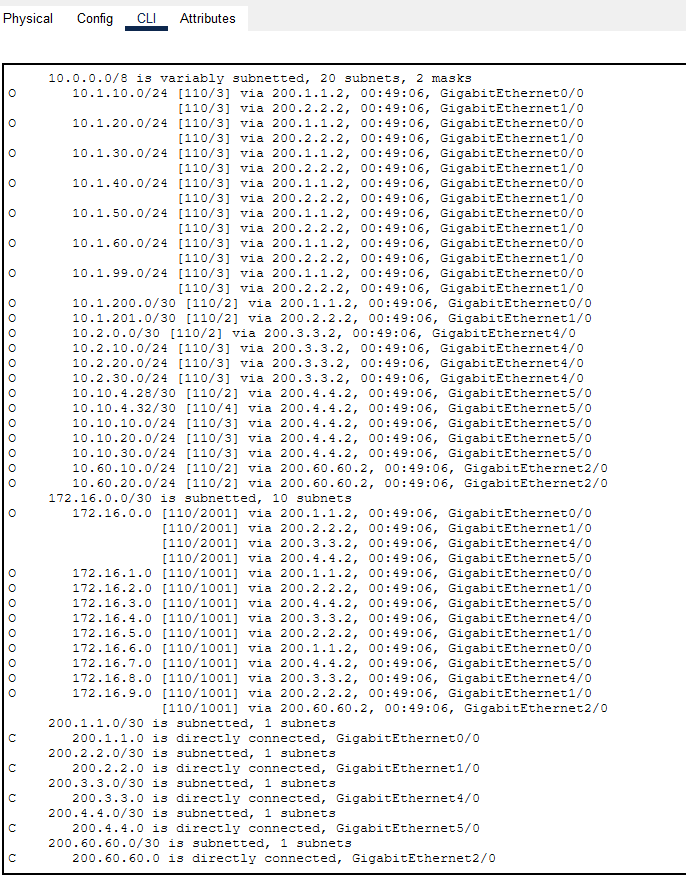 Physical Config CLI Attributes
10.0.0.0/8 is variably subnetted, 20 subnets, 2 masks
O 10.1.10.0/24 [110/3] via 200.1.1.2, 00:49:06, GigabitEthernet0/0
[110/3] via 200.2.2.2, 00:49:06, GigabitEthernet1/0
O 10.1.20.0/24 [110/3] via 200.1.1.2, 00:49:06, GigabitEthernet0/0
[110/3] via 200.2.2.2, 00:49:06, GigabitEthernet1/0
O 10.1.30.0/24 [110/3] via 200.1.1.2, 00:49:06, GigabitEthernet0/0
[110/3] via 200.2.2.2, 00:49:06, GigabitEthernet1/0
O 10.1.40.0/24 [110/3] via 200.1.1.2, 00:49:06, GigabitEthernet0/0
[110/3] via 200.2.2.2, 00:49:06, GigabitEthernet1/0
O 10.1.50.0/24 [110/3] via 200.1.1.2, 00:49:06, GigabitEthernet0/0
[110/3] via 200.2.2.2, 00:49:06, GigabitEthernet1/0
O 10.1.60.0/24 [110/3] via 200.1.1.2, 00:49:06, GigabitEthernet0/0
[110/3] via 200.2.2.2, 00:49:06, GigabitEthernet1/0
O 10.1.99.0/24 [110/3] via 200.1.1.2, 00:49:06, GigabitEthernet0/0
[110/3] via 200.2.2.2, 00:49:06, GigabitEthernet1/0
O 10.1.200.0/30 [110/2] via 200.1.1.2, 00:49:06, GigabitEthernet0/0
O 10.1.201.0/30 [110/2] via 200.2.2.2, 00:49:06, GigabitEthernet1/0
O 10.2.0.0/30 [110/2] via 200.3.3.2, 00:49:06, GigabitEthernet4/0
O 10.2.10.0/24 [110/3] via 200.3.3.2, 00:49:06, GigabitEthernet4/0
O 10.2.20.0/24 [110/3] via 200.3.3.2, 00:49:06, GigabitEthernet4/0
O 10.2.30.0/24 [110/3] via 200.3.3.2, 00:49:06, GigabitEthernet4/0
O 10.10.4.28/30 [110/2] via 200.4.4.2, 00:49:06, GigabitEthernet5/0
O 10.10.4.32/30 [110/4] via 200.4.4.2, 00:49:06, GigabitEthernet5/0
O 10.10.10.0/24 [110/3] via 200.4.4.2, 00:49:06, GigabitEthernet5/0
O 10.10.20.0/24 [110/3] via 200.4.4.2, 00:49:06, GigabitEthernet5/0
O 10.10.30.0/24 [110/3] via 200.4.4.2, 00:49:06, GigabitEthernet5/0
O 10.60.10.0/24 [110/2] via 200.60.60.2, 00:49:06, GigabitEthernet2/0
O 10.60.20.0/24 [110/2] via 200.60.60.2, 00:49:06, GigabitEthernet2/0
172.16.0.0/30 is subnetted, 10 subnets
O 172.16.0.0 [110/2001] via 200.1.1.2, 00:49:06, GigabitEthernet0/0
[110/2001] via 200.2.2.2, 00:49:06, GigabitEthernet1/0
[110/2001] via 200.3.3.2, 00:49:06, GigabitEthernet4/0
[110/2001] via 200.4.4.2, 00:49:06, GigabitEthernet5/0
O 172.16.1.0 [110/1001] via 200.1.1.2, 00:49:06, GigabitEthernet0/0
O 172.16.2.0 [110/1001] via 200.2.2.2, 00:49:06, GigabitEthernet1/0
O 172.16.3.0 [110/1001] via 200.4.4.2, 00:49:06, GigabitEthernet5/0
O 172.16.4.0 [110/1001] via 200.3.3.2, 00:49:06, GigabitEthernet4/0
O 172.16.5.0 [110/1001] via 200.2.2.2, 00:49:06, GigabitEthernet1/0
O 172.16.6.0 [110/1001] via 200.1.1.2, 00:49:06, GigabitEthernet0/0
O 172.16.7.0 [110/1001] via 200.4.4.2, 00:49:06, GigabitEthernet5/0
O 172.16.8.0 [110/1001] via 200.3.3.2, 00:49:06, GigabitEthernet4/0
O 172.16.9.0 [110/1001] via 200.2.2.2, 00:49:06, GigabitEthernet1/0
[110/1001] via 200.60.60.2, 00:49:06, GigabitEthernet2/0
200.1.1.0/30 is subnetted, 1 subnets
C 200.1.1.0 is directly connected, GigabitEthernet0/0
200.2.2.0/30 is subnetted, 1 subnets
C 200.2.2.0 is directly connected, GigabitEthernet1/0
200.3.3.0/30 is subnetted, 1 subnets
C 200.3.3.0 is directly connected, GigabitEthernet4/0
200.4.4.0/30 is subnetted, 1 subnets
C 200.4.4.0 is directly connected, GigabitEthernet5/0
200.60.60.0/30 is subnetted, 1 subnets
C 200.60.60.0 is directly connected, GigabitEthernet2/0